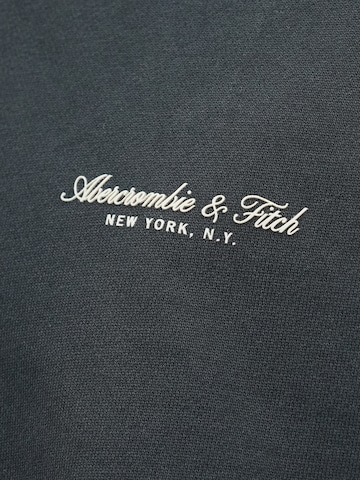 Abercrombie & Fitch
NEW YORK, N.Y.